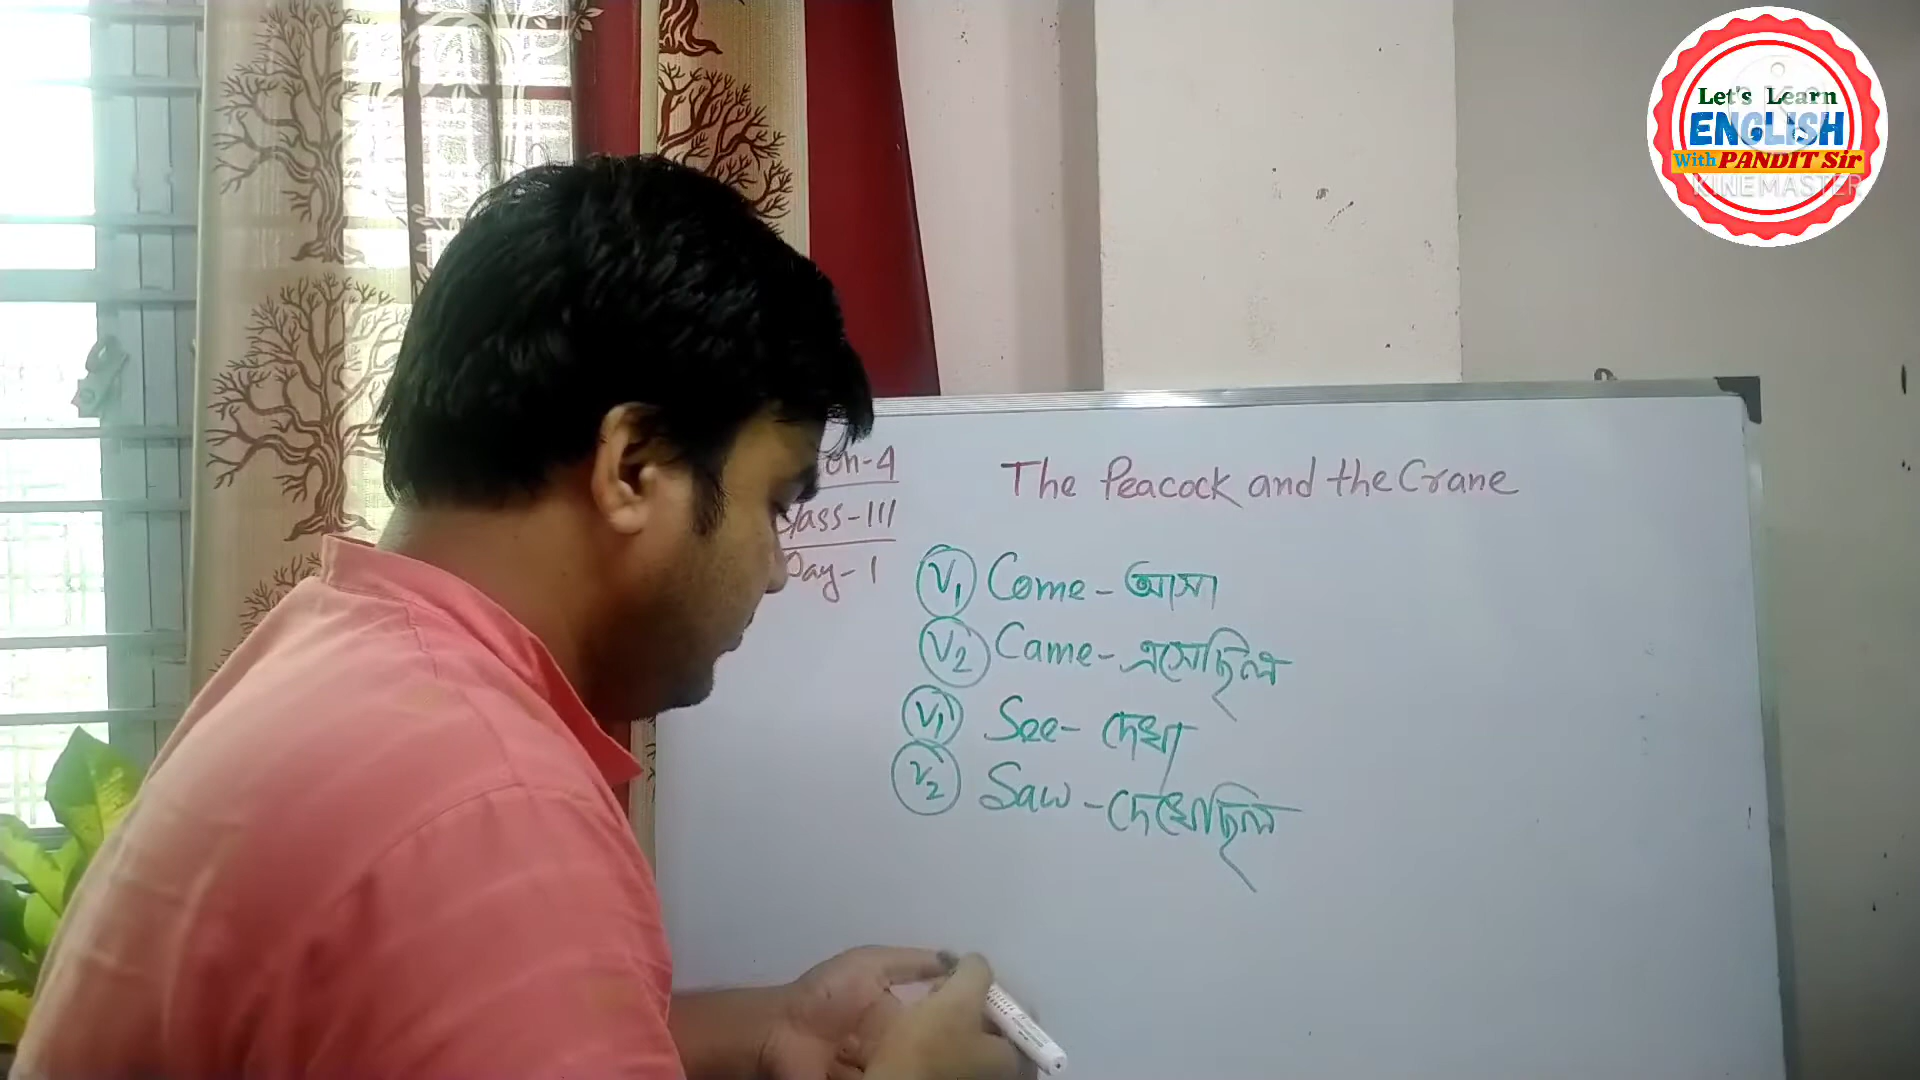 Let's Learn
ENGLISH
With PANDIT Sir
KINEMASTER
on-4
Class-III
Day-1
The Peacock and the Crane
V1 Come - আসা
V2 Came - এসেছিল
V1 See - দেখা
V2 Saw - দেখেছিল